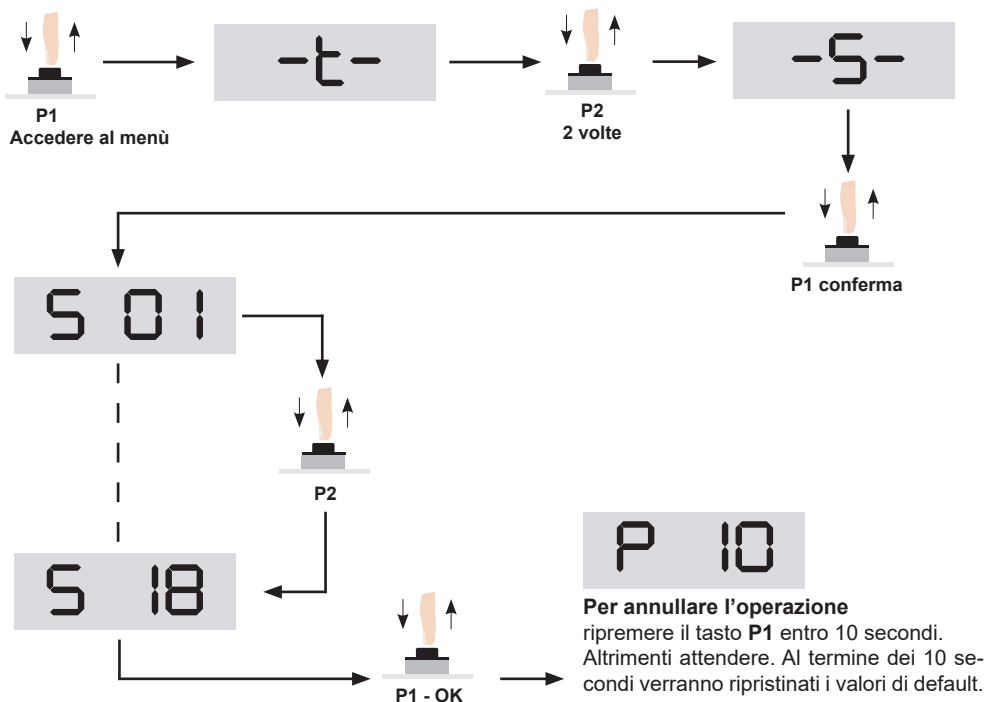 -t-
-S-
P1
Accedere al menù
P2
2 volte
P1 conferma
S 01
P2
S 18
P1 - OK
P 10
Per annullare l’operazione
ripremere il tasto P1 entro 10 secondi.
Altrimenti attendere. Al termine dei 10 se-
condi verranno ripristinati i valori di default.